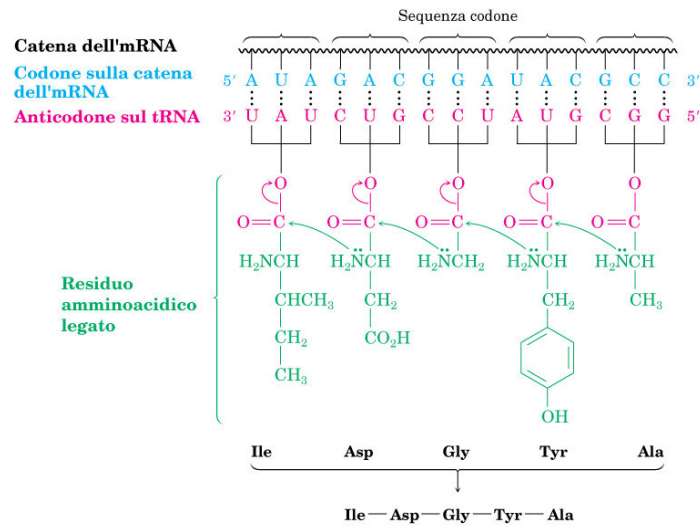 Sequenza codone
Catena dell'mRNA
Codone sulla catena dell'mRNA
5′ A U A G A C G G A U A C G C C 3′
Anticodone sul tRNA
3′ U A U C U G C C U A U G C G G 5′
O O O O O
O=C O=C O=C O=C O=C
H₂NCH H₂NCH H₂NCH₂ H₂NCH H₂NCH
Residuo amminoacidico legato
CHCH₃ CH₂ CH₂ CH₃
CH₂ CO₂H
CH₃
OH
Ile Asp Gly Tyr Ala
Ile—Asp—Gly—Tyr—Ala